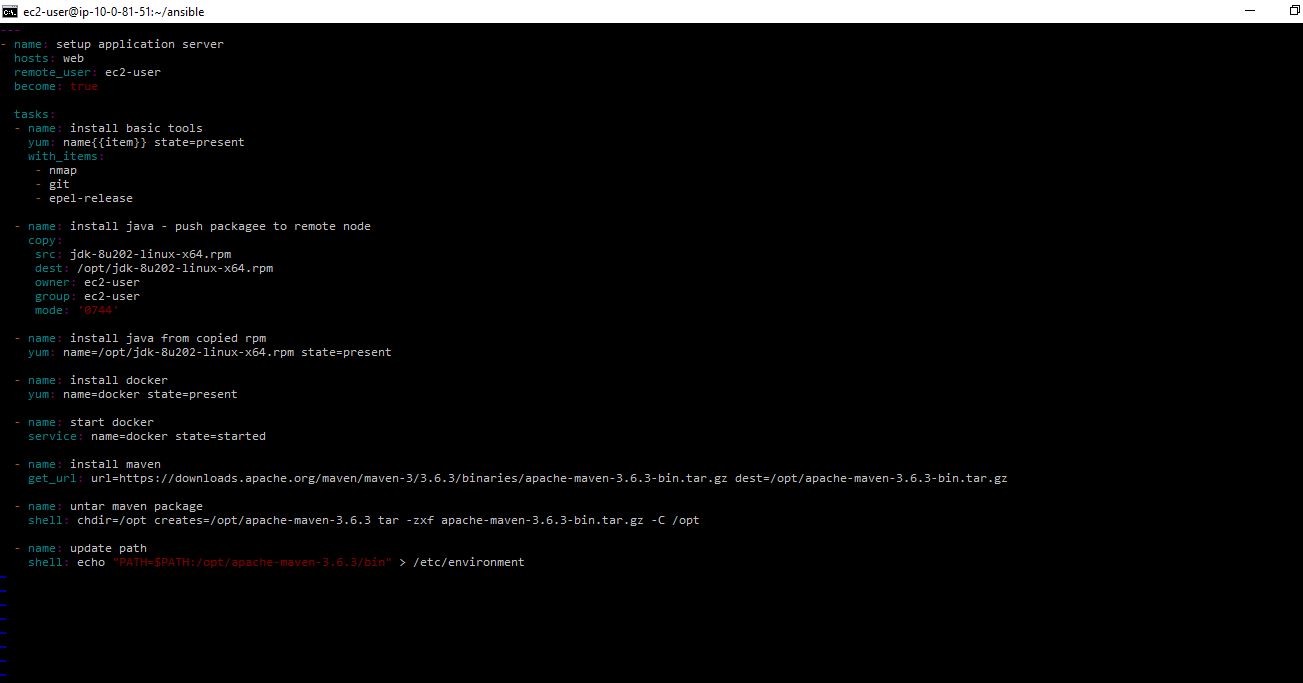 ec2-user@ip-10-0-81-51:~/ansible
---
- name: setup application server
  hosts: web
  remote_user: ec2-user
  become: true

  tasks:
  - name: install basic tools
    yum: name{{item}} state=present
    with_items:
     - nmap
     - git
     - epel-release

  - name: install java - push packagee to remote node
    copy:
     src: jdk-8u202-linux-x64.rpm
     dest: /opt/jdk-8u202-linux-x64.rpm
     owner: ec2-user
     group: ec2-user
     mode: '0744'

  - name: install java from copied rpm
    yum: name=/opt/jdk-8u202-linux-x64.rpm state=present

  - name: install docker
    yum: name=docker state=present

  - name: start docker
    service: name=docker state=started

  - name: install maven
    get_url: url=https://downloads.apache.org/maven/maven-3/3.6.3/binaries/apache-maven-3.6.3-bin.tar.gz dest=/opt/apache-maven-3.6.3-bin.tar.gz

  - name: untar maven package
    shell: chdir=/opt creates=/opt/apache-maven-3.6.3 tar -zxf apache-maven-3.6.3-bin.tar.gz -C /opt

  - name: update path
    shell: echo "PATH=$PATH:/opt/apache-maven-3.6.3/bin" > /etc/environment
~
~
~
~
~
~
~
~